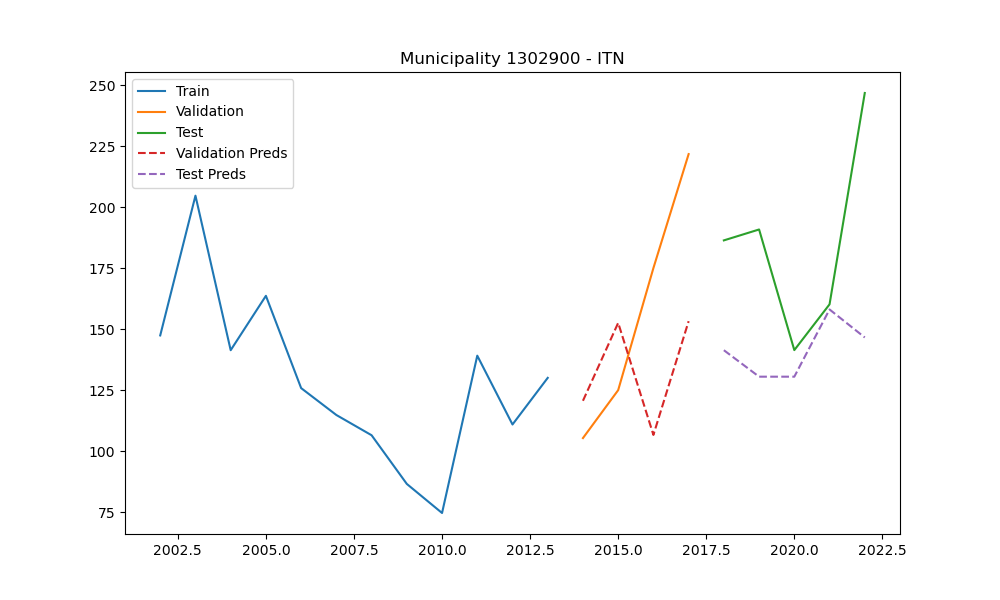 Municipality 1302900 - ITN
250
225
200
175
150
125
100
75
Train
Validation
Test
Validation Preds
Test Preds
2002.5 2005.0 2007.5 2010.0 2012.5 2015.0 2017.5 2020.0 2022.5